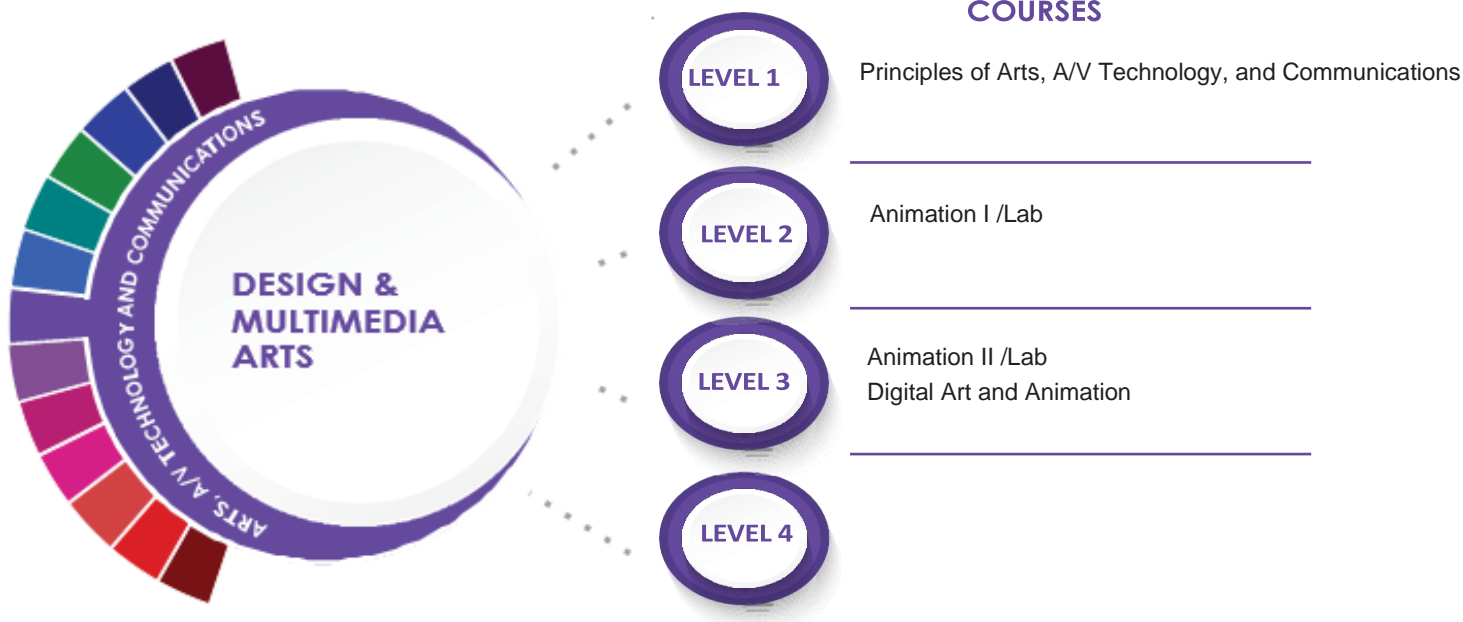 COURSES
ARTS, A/V TECHNOLOGY AND COMMUNICATIONS
DESIGN &
MULTIMEDIA
ARTS
LEVEL 1
Principles of Arts, A/V Technology, and Communications
LEVEL 2
Animation I /Lab
LEVEL 3
Animation II /Lab
Digital Art and Animation
LEVEL 4